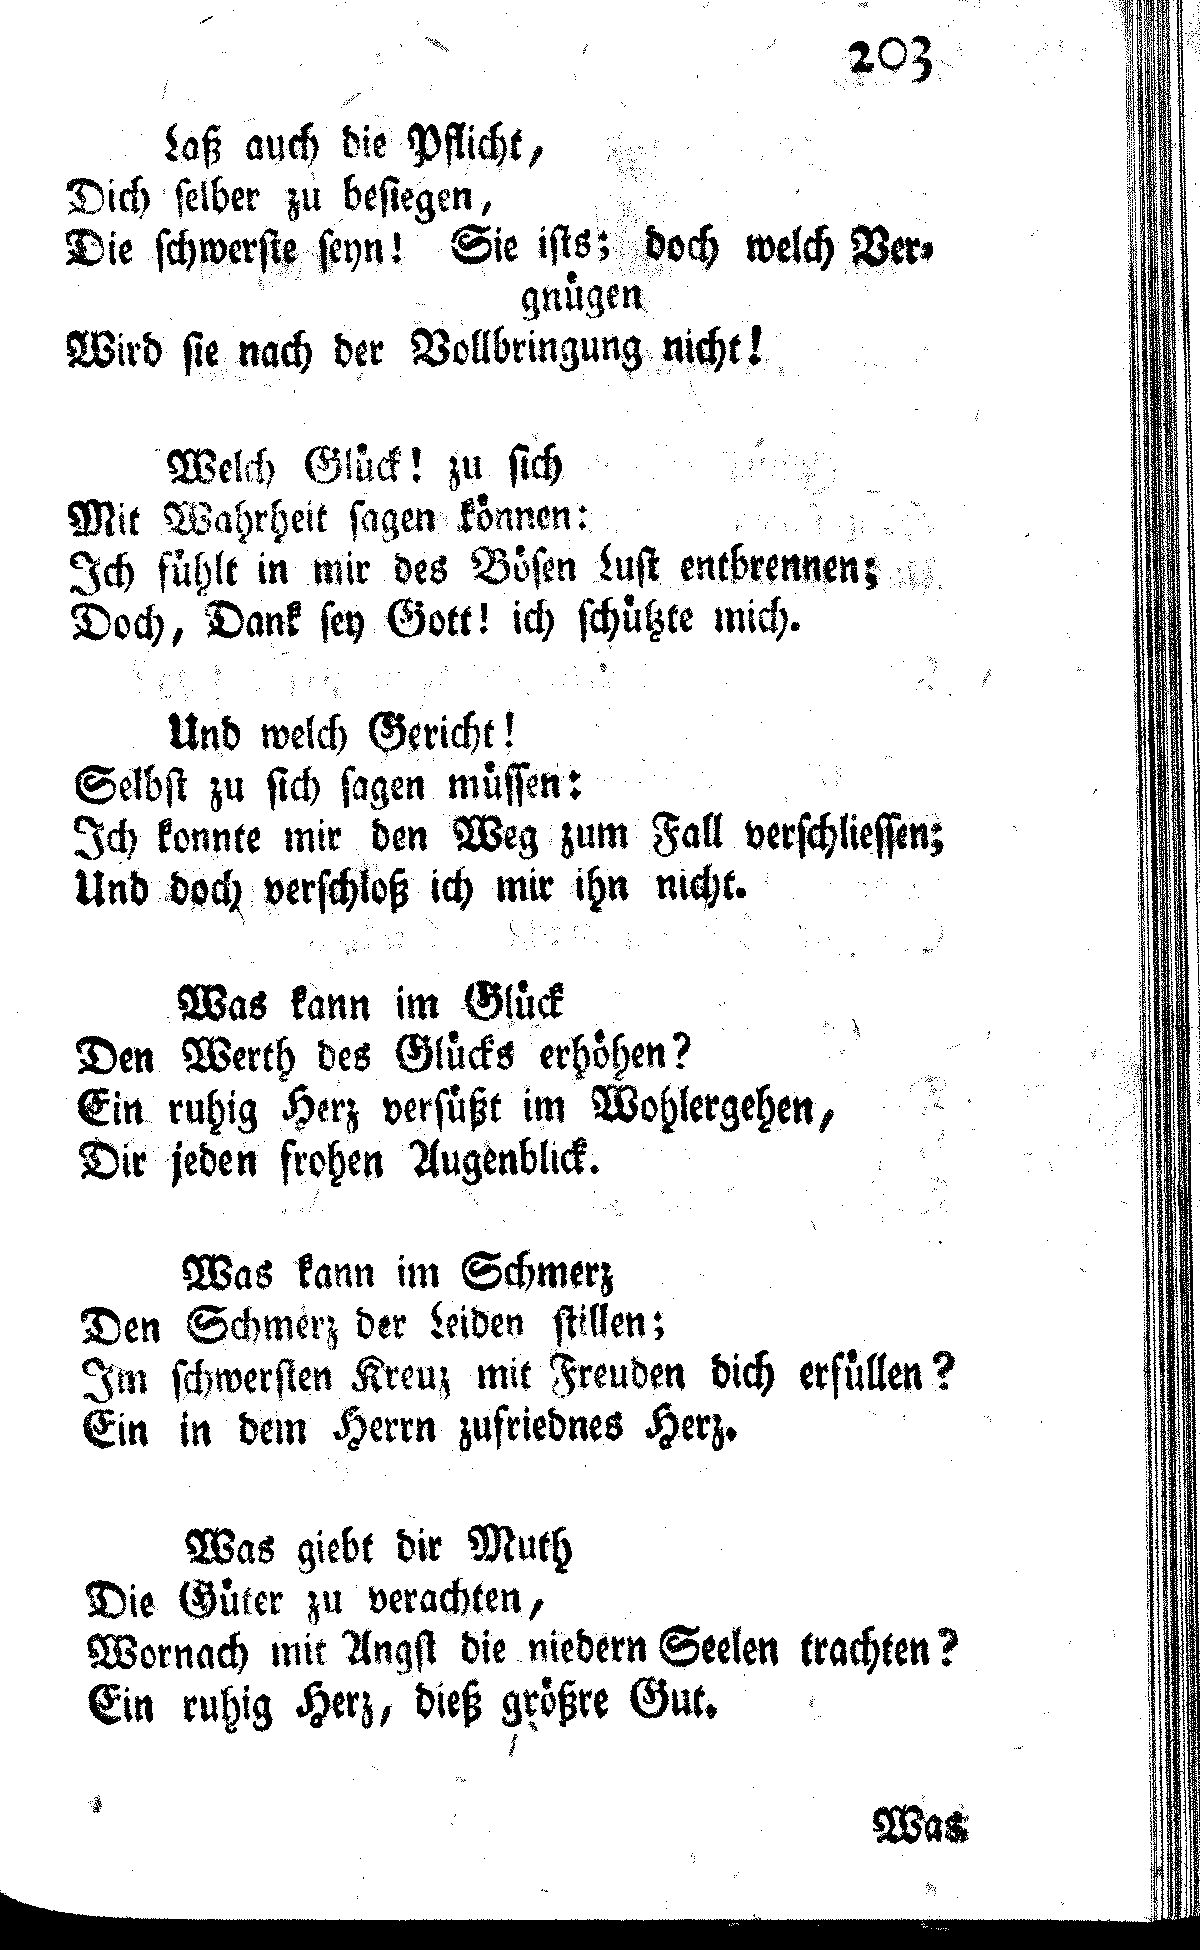 203
Laß auch die Pflicht,
Dich selber zu besiegen,
Die schwerste seyn! Sie ists; doch welch Ver-
gnügen
Wird sie nach der Vollbringung nicht!
Welch Glück! zu sich
Mit Wahrheit sagen können:
Ich fühlt in mir des Bösen Lust entbrennen;
Doch, Dank sey Gott! ich schützte mich.
Und welch Gericht!
Selbst zu sich sagen müssen:
Ich konnte mir den Weg zum Fall verschliessen;
Und doch verschloß ich mir ihn nicht.
Was kann im Glück
Den Werth des Glücks erhöhen?
Ein ruhig Herz versüßt im Wohlergehen,
Dir jeden frohen Augenblick.
Was kann im Schmerz
Den Schmerz der Leiden stillen;
Im schwersten Kreuz mit Freuden dich erfüllen?
Ein in dem Herrn zufriednes Herz.
Was giebt dir Muth
Die Güter zu verachten,
Wornach mit Angst die niedern Seelen trachten?
Ein ruhig Herz, dieß größre Gut.
Was